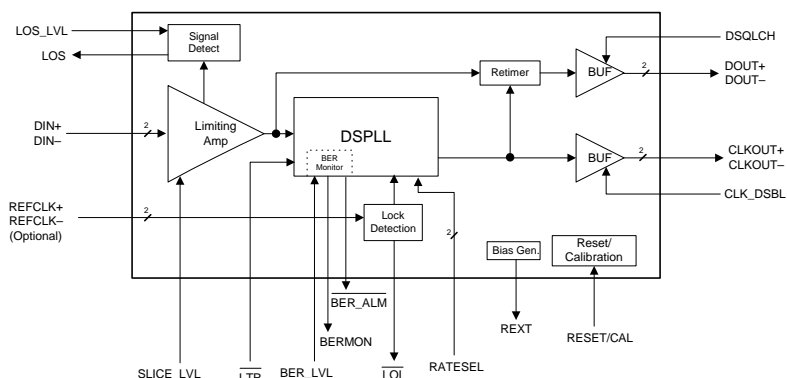 LOS_LVL
LOS
Signal
Detect
DSQLCH
Retimer
BUF
2
DOUT+
DOUT–
DIN+
DIN–
2
Limiting
Amp
DSPLL
BER
Monitor
BUF
2
CLKOUT+
CLKOUT–
CLK_DSBL
REFCLK+
REFCLK–
(Optional)
2
Lock
Detection
2
Bias Gen.
Reset/
Calibration
BER_ALM
BERMON
REXT
RESET/CAL
SLICE_LVL
LTR
BER_LVL
LOL
RATESEL